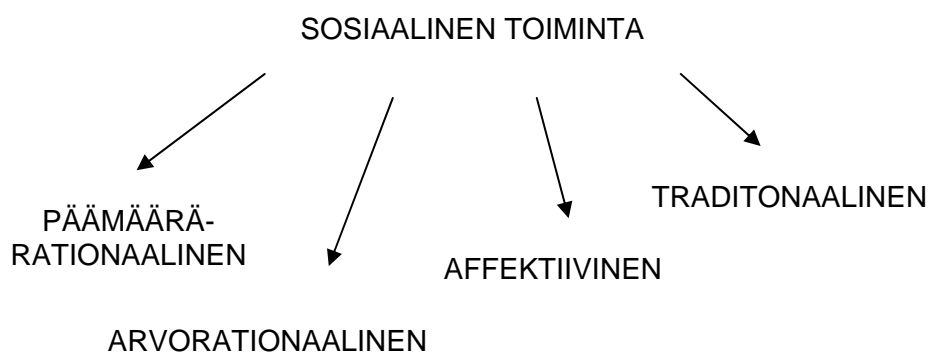 SOSIAALINEN TOIMINTA
PÄÄMÄÄRÄ-
RATIONAALINEN
ARVORATIONAALINEN
AFFEKTIIVINEN
TRADITONAALINEN